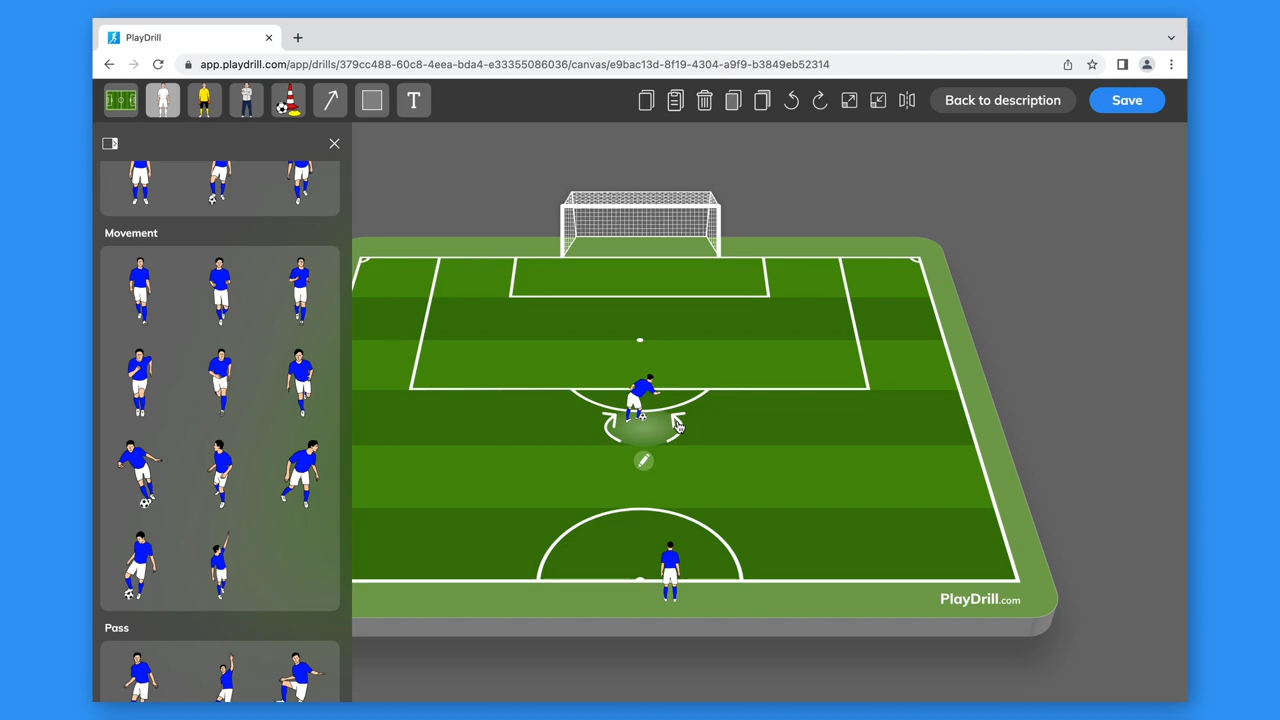 PlayDrill
app.playdrill.com/app/drills/379cc488-60c8-4eea-bda4-e33355086036/canvas/e9bac13d-8f19-4304-a9f9-b3849eb52314
T
Back to description
Save
Movement
PlayDrill.com
Pass